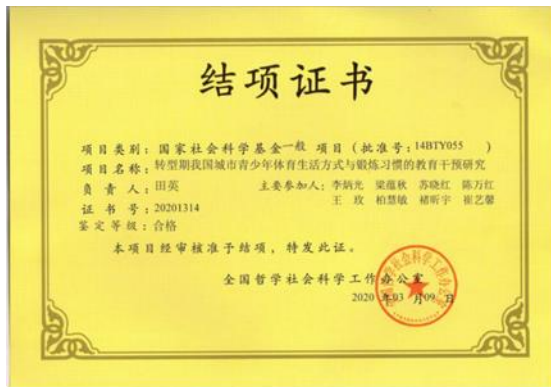 结项证书
项目类别：国家社会科学基金一般 项目（批准号：14BTY055 ）
项目名称：转型期我国城市青少年体育生活方式与锻炼习惯的教育干预研究
负 责 人：田英 主要参加人：李炳光 梁蕴秋 苏晓红 陈万红
王 玫 柏慧敏 褚昕宇 崔艺馨
证 书 号：20201314
鉴定等级：合格
本项目经审核准予结项，特发此证。
全国哲学社会科学工作办公室
2020 年03 月09 日